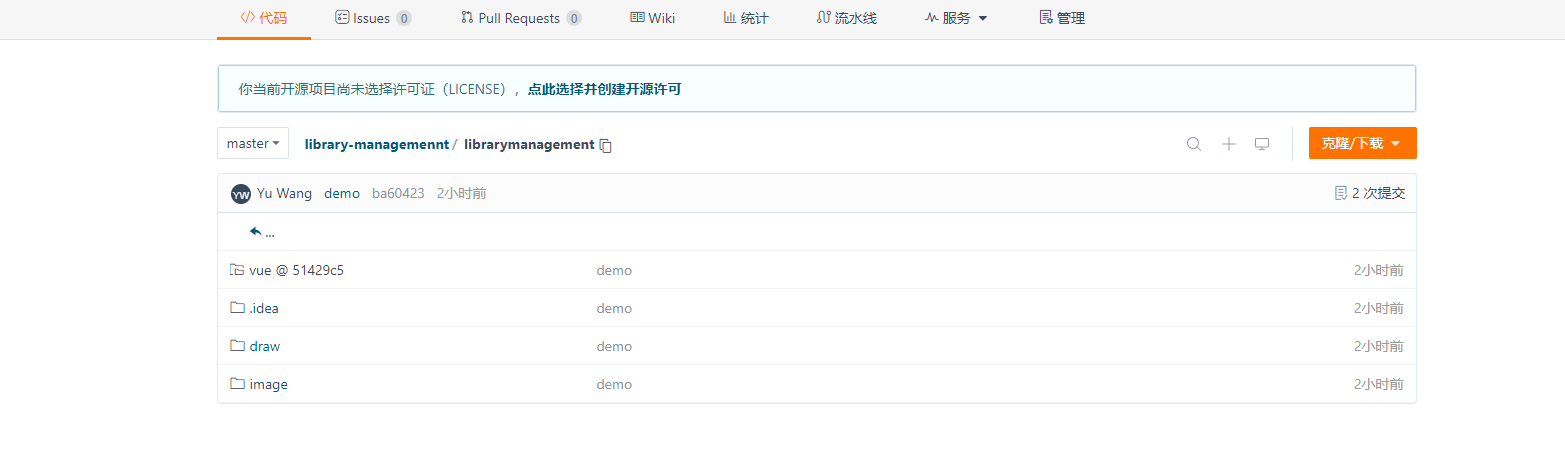 代码 Issues 0 Pull Requests 0 Wiki 统计 流水线 服务 管理
你当前开源项目尚未选择许可证（LICENSE），点此选择并创建开源许可
master library-managemennt / librarymanagement 克隆/下载
YW Yu Wang demo ba60423 2小时前 2 次提交
...
vue @ 51429c5 demo 2小时前
.idea demo 2小时前
draw demo 2小时前
image demo 2小时前